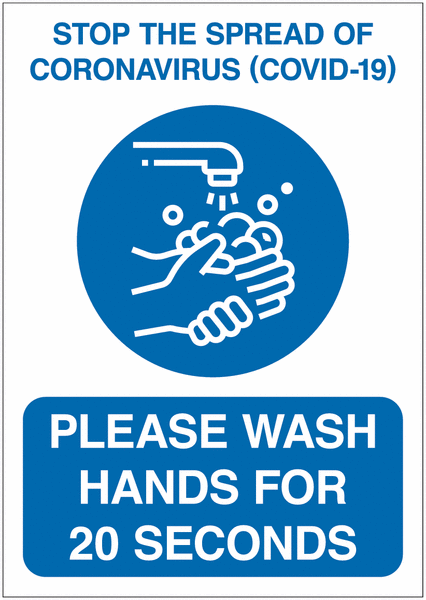 STOP THE SPREAD OF
CORONAVIRUS (COVID-19)
PLEASE WASH
HANDS FOR
20 SECONDS